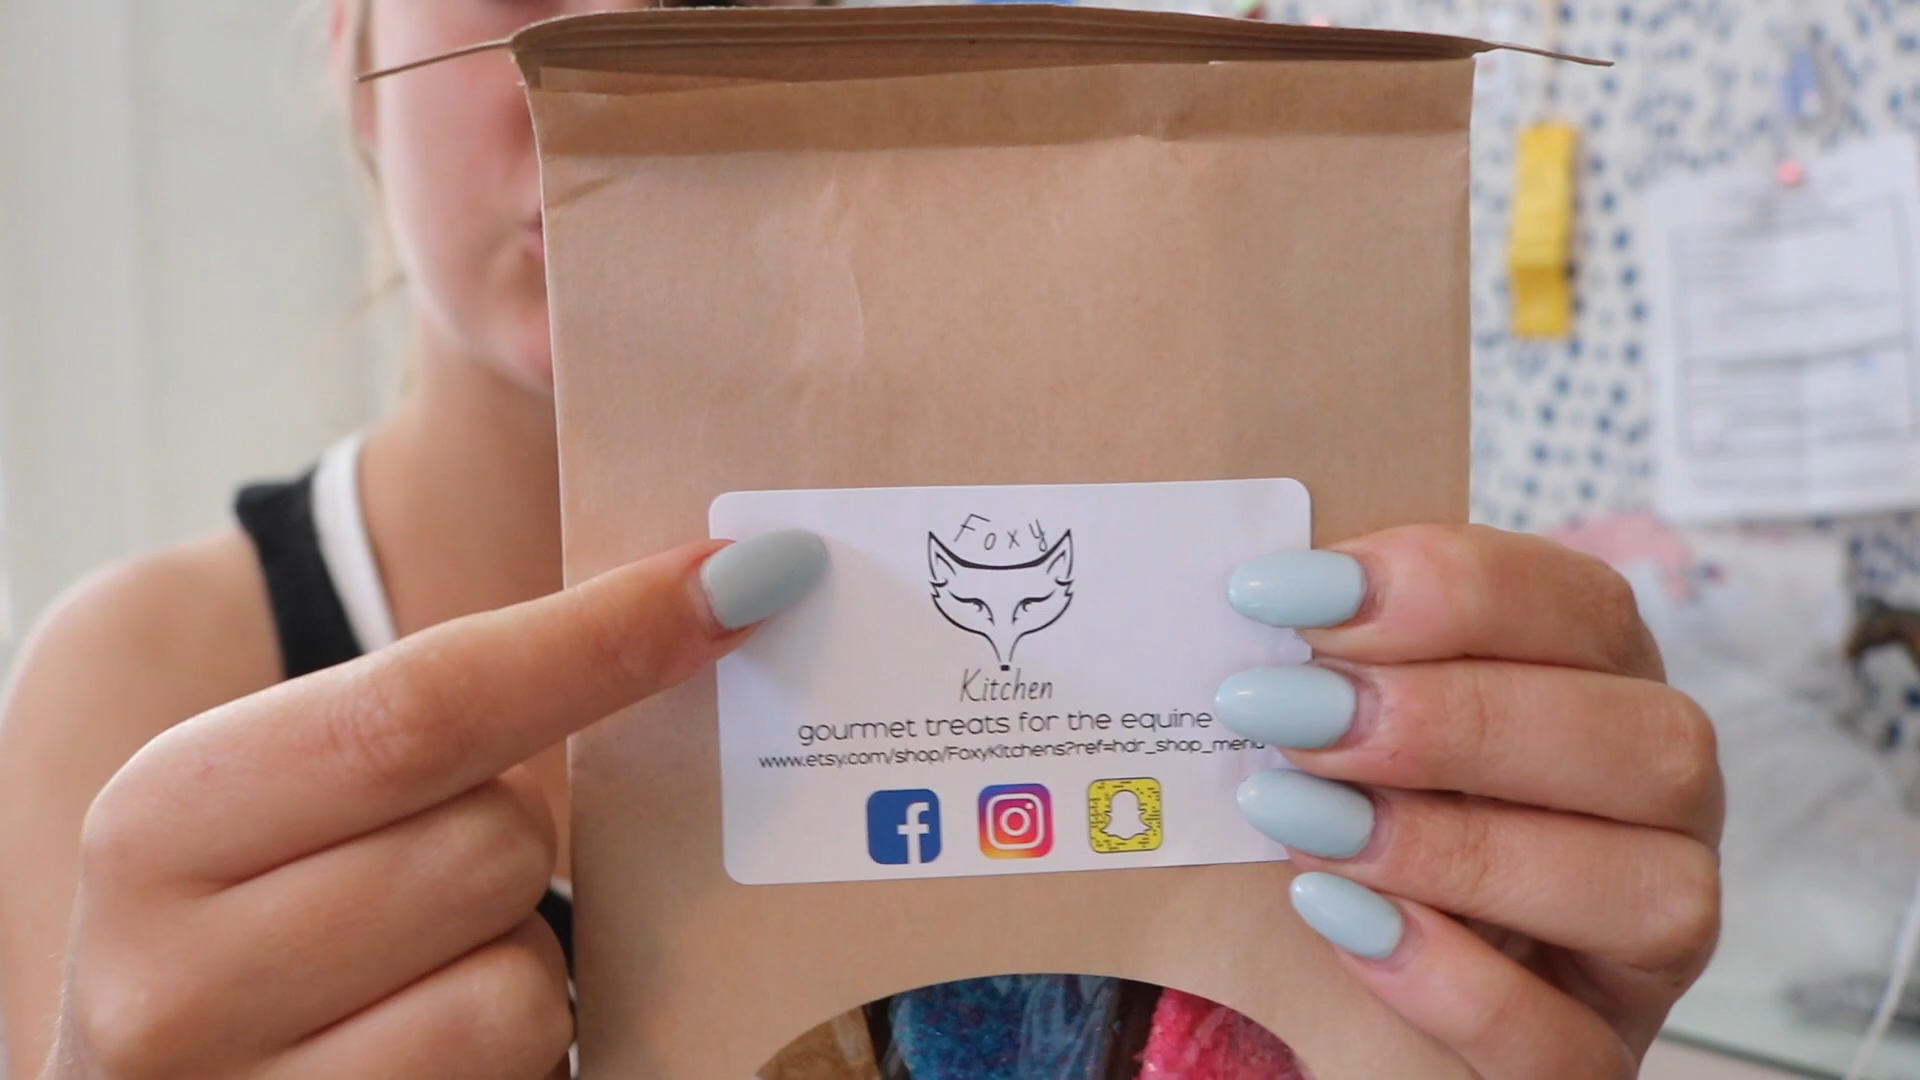 Foxy
Kitchen
gourmet treats for the equine
www.etsy.com/shop/FoxyKitchens?ref=hdr_shop_menu